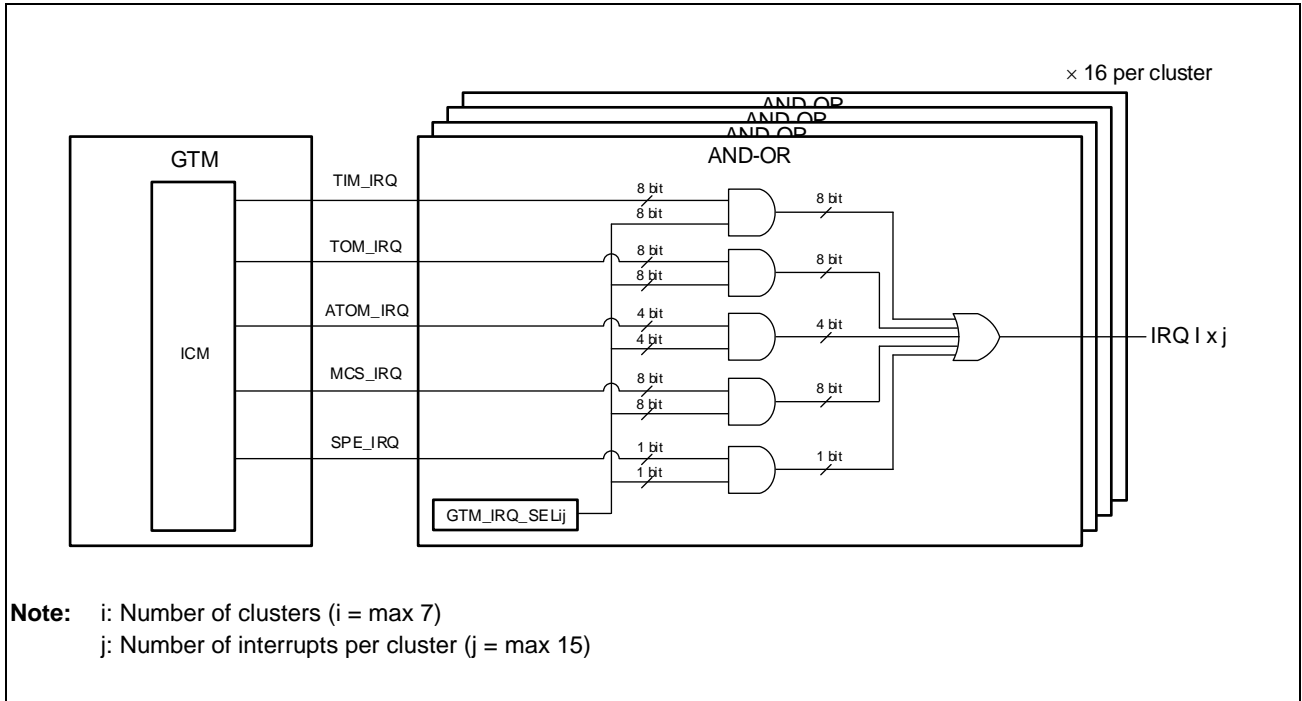 × 16 per cluster
AND-OR
AND-OR
AND-OR
AND-OR
GTM
ICM
TIM_IRQ
8 bit
8 bit
8 bit
TOM_IRQ
8 bit
8 bit
8 bit
ATOM_IRQ
4 bit
4 bit
4 bit
IRQ I x j
MCS_IRQ
8 bit
8 bit
8 bit
SPE_IRQ
1 bit
1 bit
1 bit
GTM_IRQ_SELij
Note: i: Number of clusters (i = max 7)
j: Number of interrupts per cluster (j = max 15)